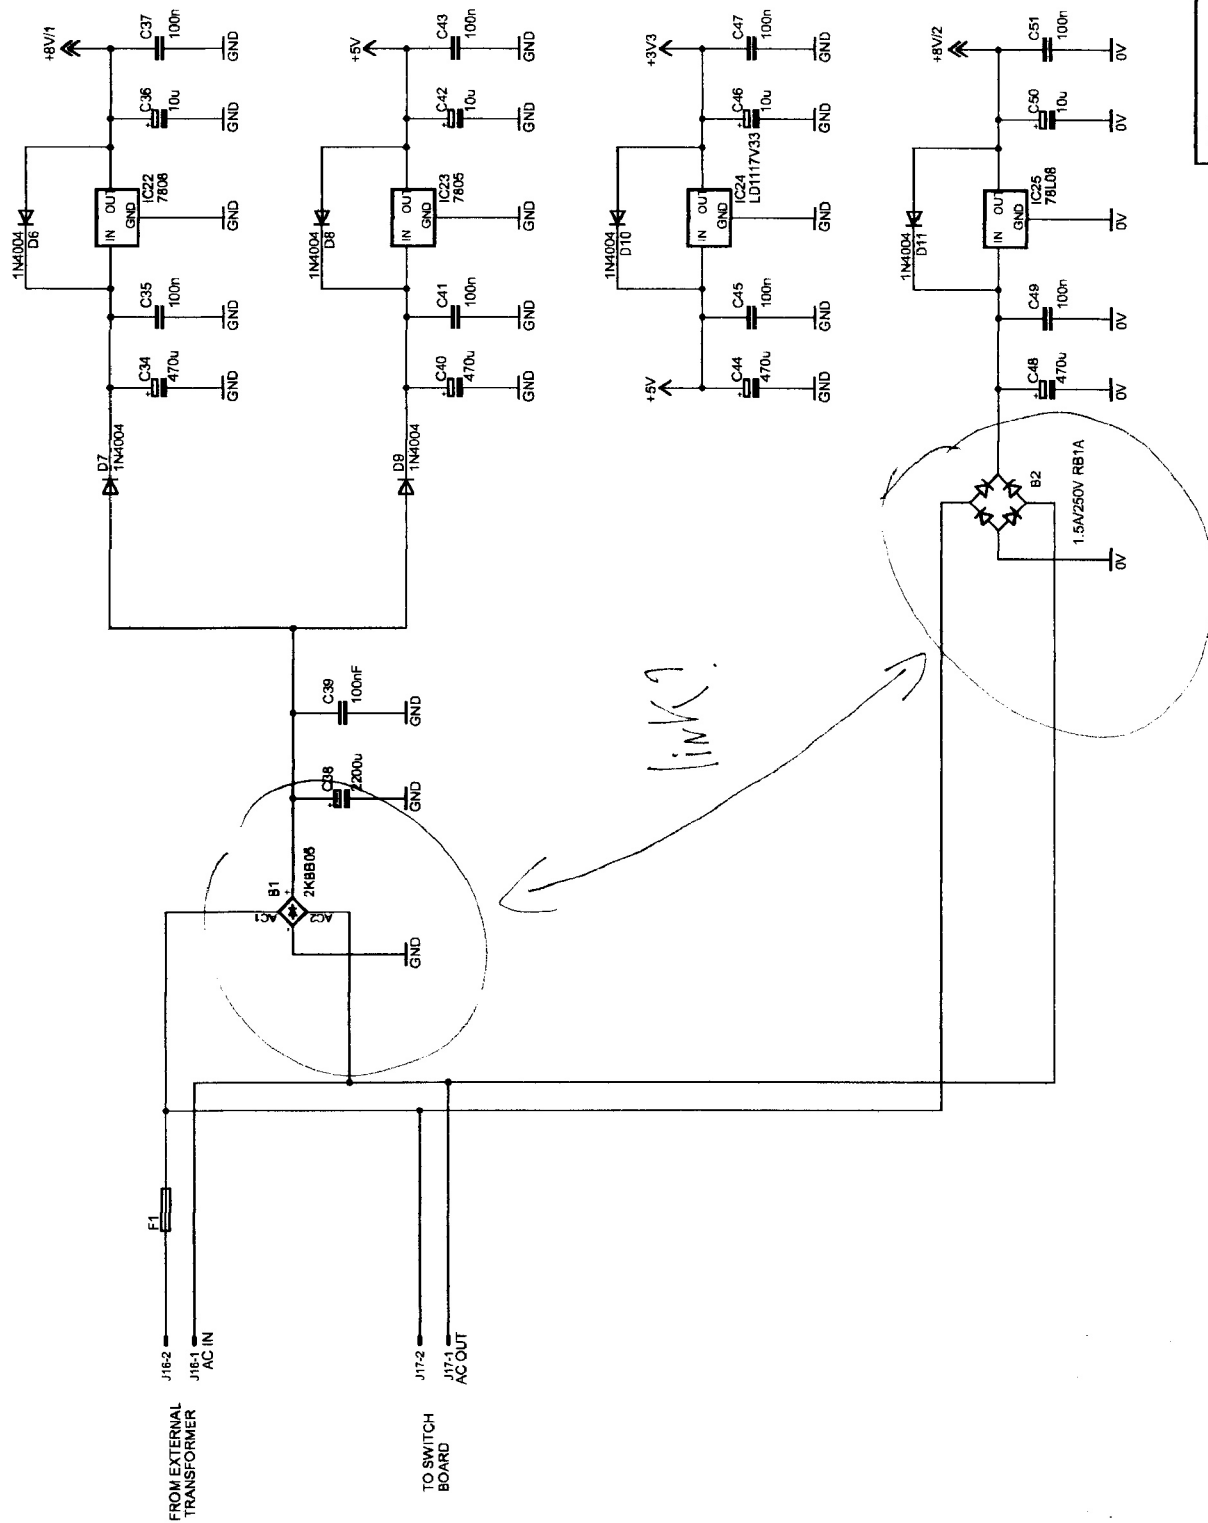 +8V/1
C37
100n
GND
C36
10u
GND
1N4004
D6
OUT
IN
GND
IC22
7808
GND
C35
100n
GND
C34
470u
GND
D7
1N4004
+5V
C43
100n
GND
C42
10u
GND
1N4004
D8
OUT
IN
GND
IC23
7805
GND
C41
100n
GND
C40
470u
GND
D9
1N4004
+3V3
C47
100n
GND
C46
10u
GND
1N4004
D10
OUT
IN
GND
IC24
LD1117V33
GND
C45
100n
GND
+5V
C44
470u
GND
+8V/2
C51
100n
0V
C50
10u
0V
1N4004
D11
OUT
IN
GND
IC25
78L08
0V
C49
100n
0V
C48
470u
0V
B2
1.5A/250V RB1A
0V
C39
100nF
GND
C38
2200u
GND
B1
2KBB05
AC1
AC2
+
-
GND
link?
F1
J16-2
J16-1
AC IN
FROM EXTERNAL
TRANSFORMER
J17-2
J17-1
AC OUT
TO SWITCH
BOARD